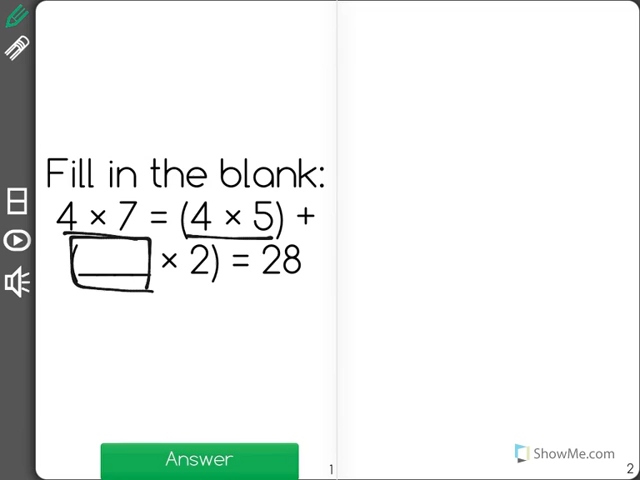 Fill in the blank:
4 × 7 = (4 × 5) +
(___ × 2) = 28
Answer
1
ShowMe.com
2